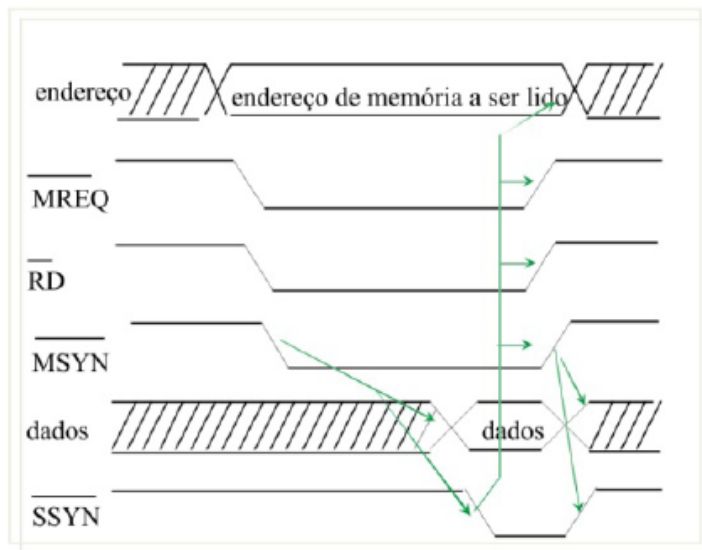 endereço
endereço de memória a ser lido
MREQ
RD
MSYN
dados
dados
SSYN